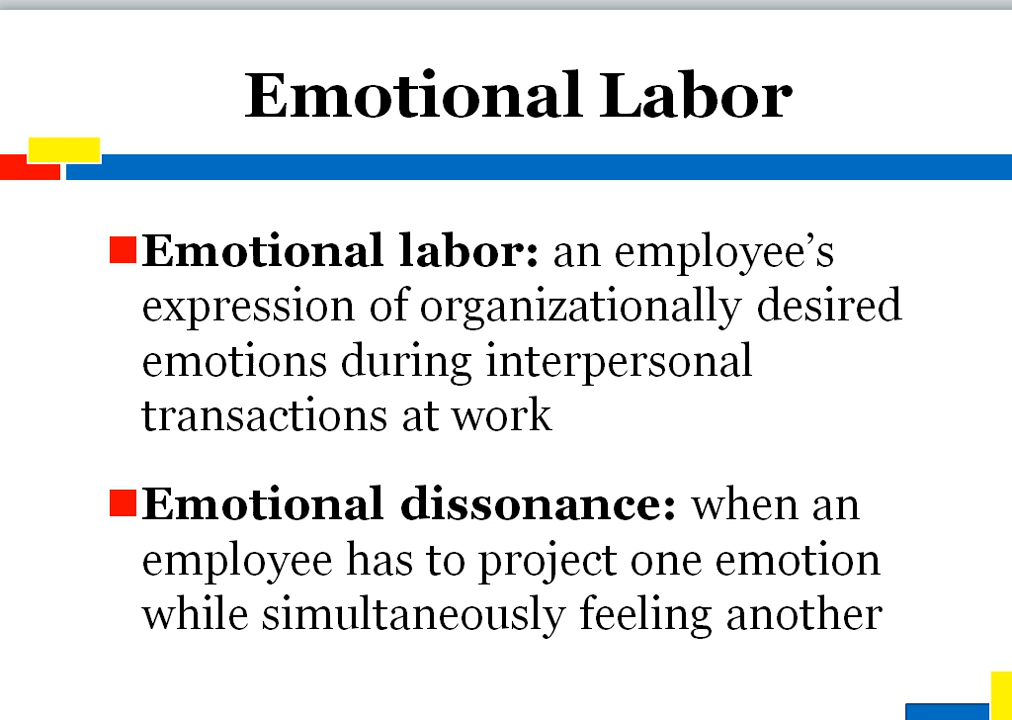 Emotional Labor
Emotional labor: an employee’s
expression of organizationally desired
emotions during interpersonal
transactions at work
Emotional dissonance: when an
employee has to project one emotion
while simultaneously feeling another